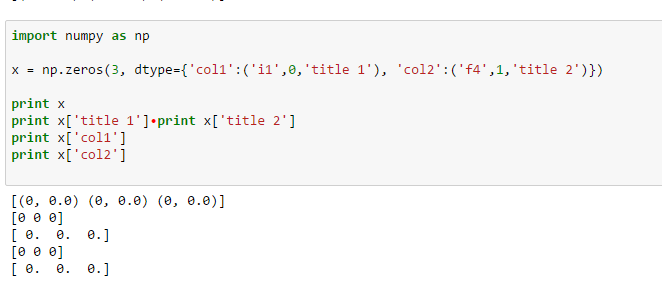 import numpy as np
x = np.zeros(3, dtype={'col1':('i1',0,'title 1'), 'col2':('f4',1,'title 2')})
print x
print x['title 1']•print x['title 2']
print x['col1']
print x['col2']
[(0, 0.0) (0, 0.0) (0, 0.0)]
[0 0 0]
[ 0.  0.  0.]
[0 0 0]
[ 0.  0.  0.]